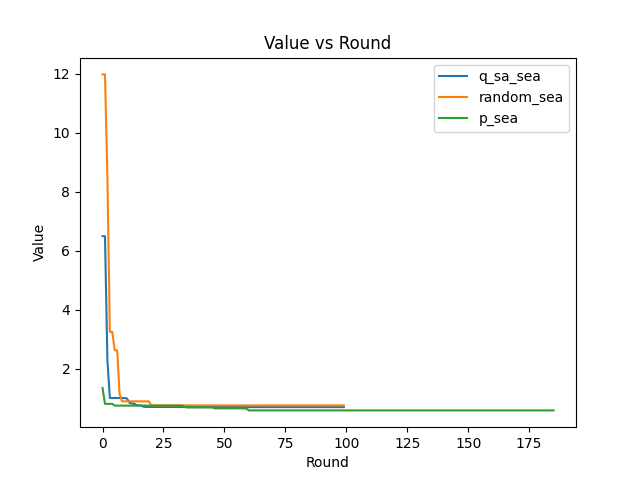 Value vs Round
12
10
8
6
4
2
Value
q_sa_sea
random_sea
p_sea
0 25 50 75 100 125 150 175
Round